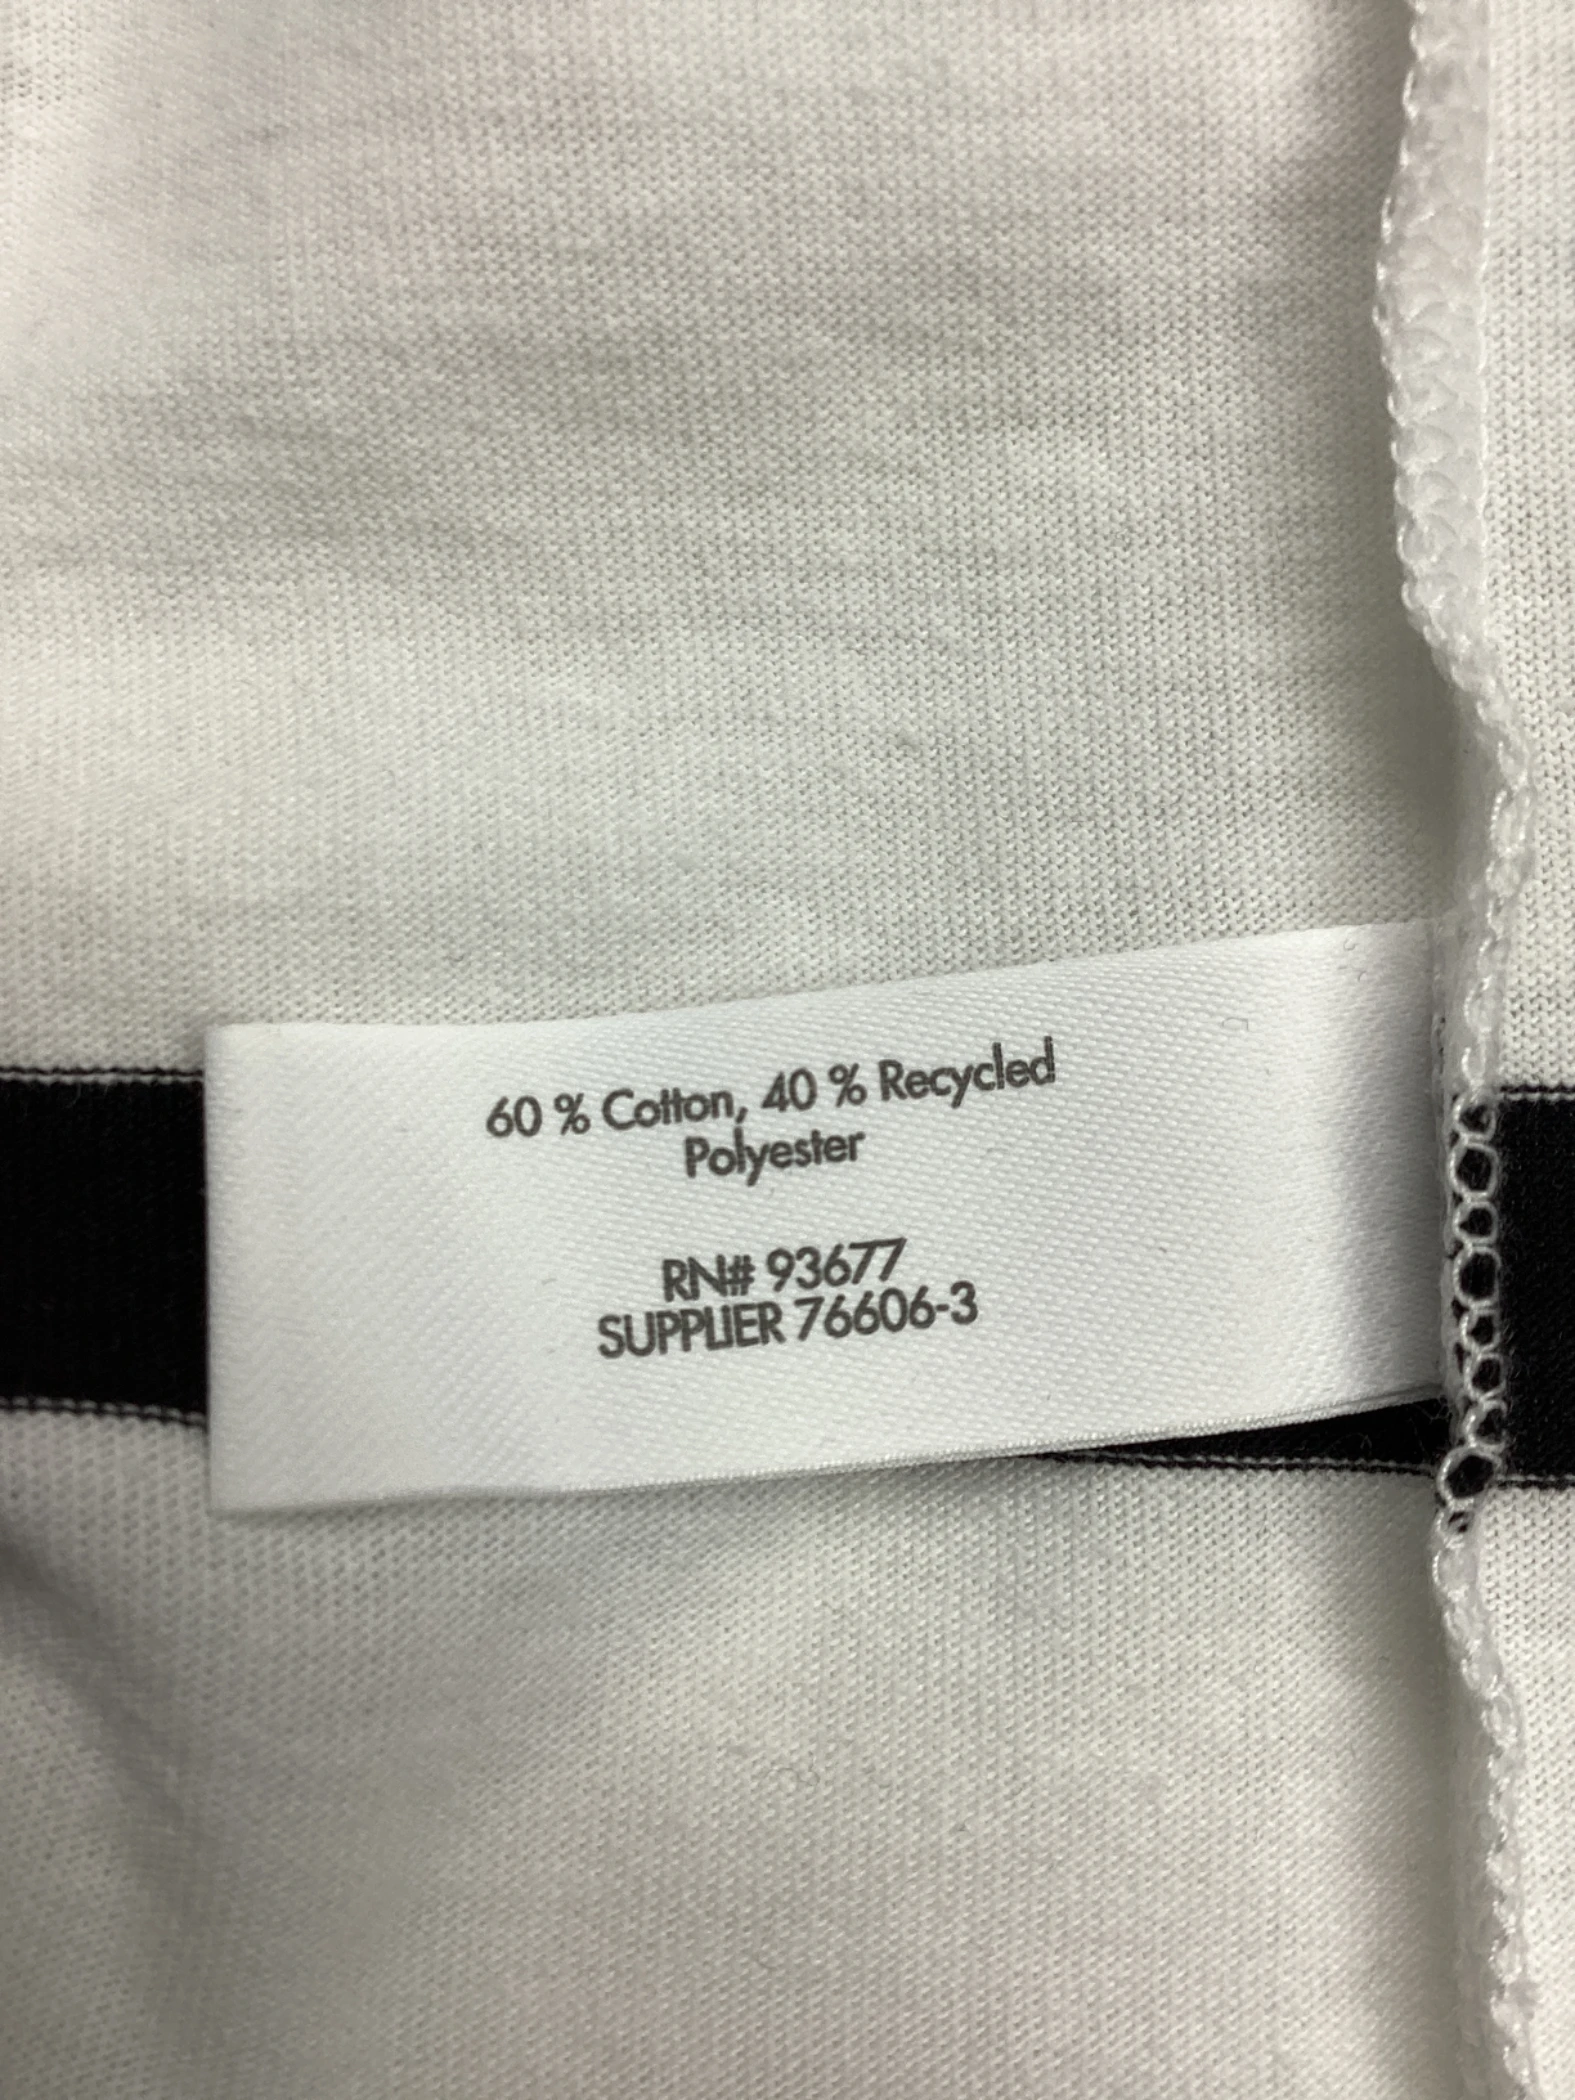 60 % Cotton, 40 % Recycled
Polyester
RN# 93677
SUPPLIER 76606-3